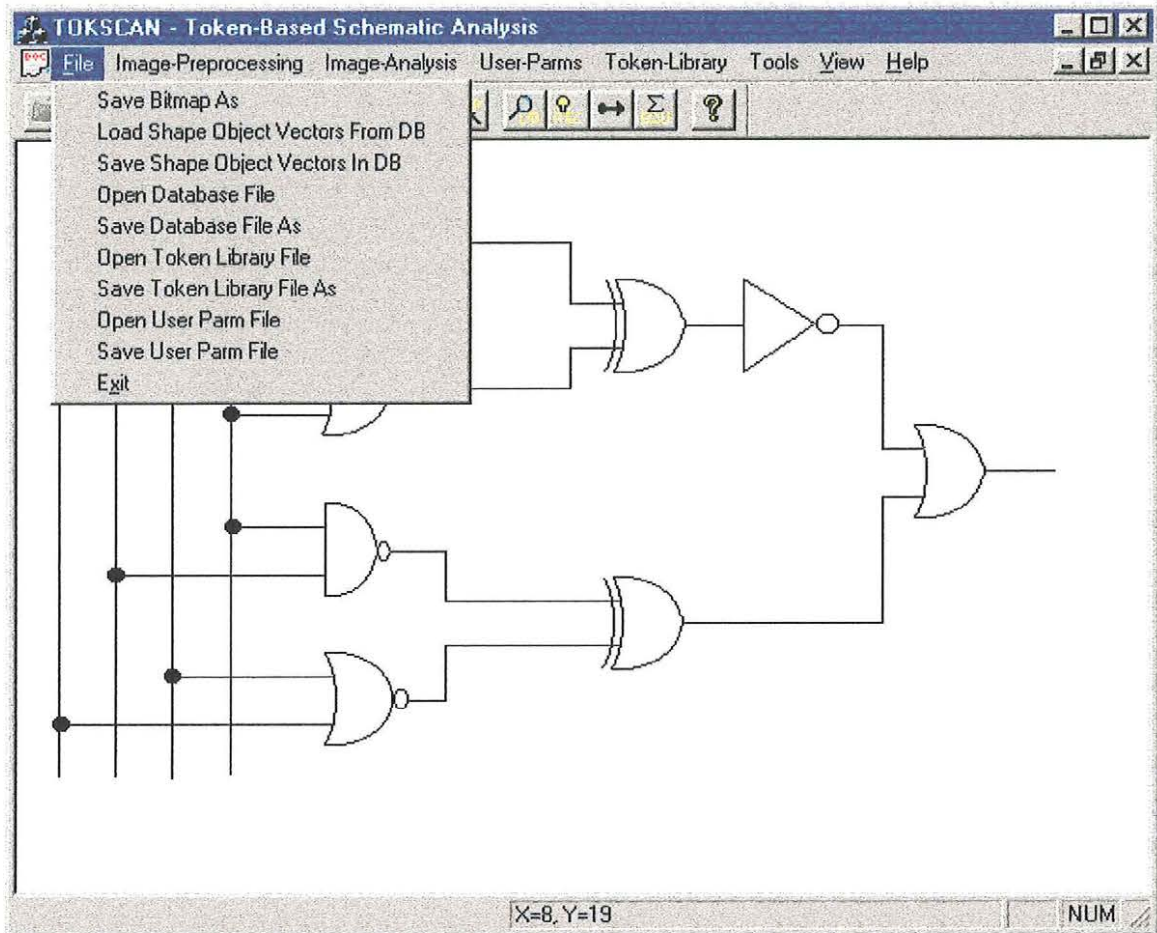 TOKSCAN - Token-Based Schematic Analysis
File Image-Preprocessing Image-Analysis User-Parms Token-Library Tools View Help
Save Bitmap As
Load Shape Object Vectors From DB
Save Shape Object Vectors In DB
Open Database File
Save Database File As
Open Token Library File
Save Token Library File As
Open User Parm File
Save User Parm File
Exit
X=8, Y=19
NUM